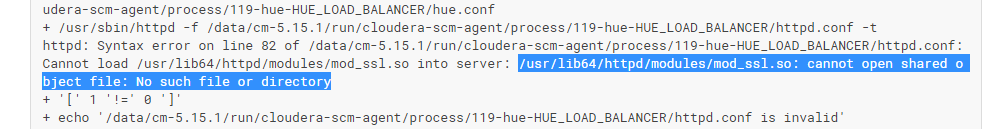 udera-scm-agent/process/119-hue-HUE_LOAD_BALANCER/hue.conf
+ /usr/sbin/httpd -f /data/cm-5.15.1/run/cloudera-scm-agent/process/119-hue-HUE_LOAD_BALANCER/httpd.conf -t
httpd: Syntax error on line 82 of /data/cm-5.15.1/run/cloudera-scm-agent/process/119-hue-HUE_LOAD_BALANCER/httpd.conf:
Cannot load /usr/lib64/httpd/modules/mod_ssl.so into server: /usr/lib64/httpd/modules/mod_ssl.so: cannot open shared o
bject file: No such file or directory
+ '[' 1 '!=' 0 ']'
+ echo '/data/cm-5.15.1/run/cloudera-scm-agent/process/119-hue-HUE_LOAD_BALANCER/httpd.conf is invalid'